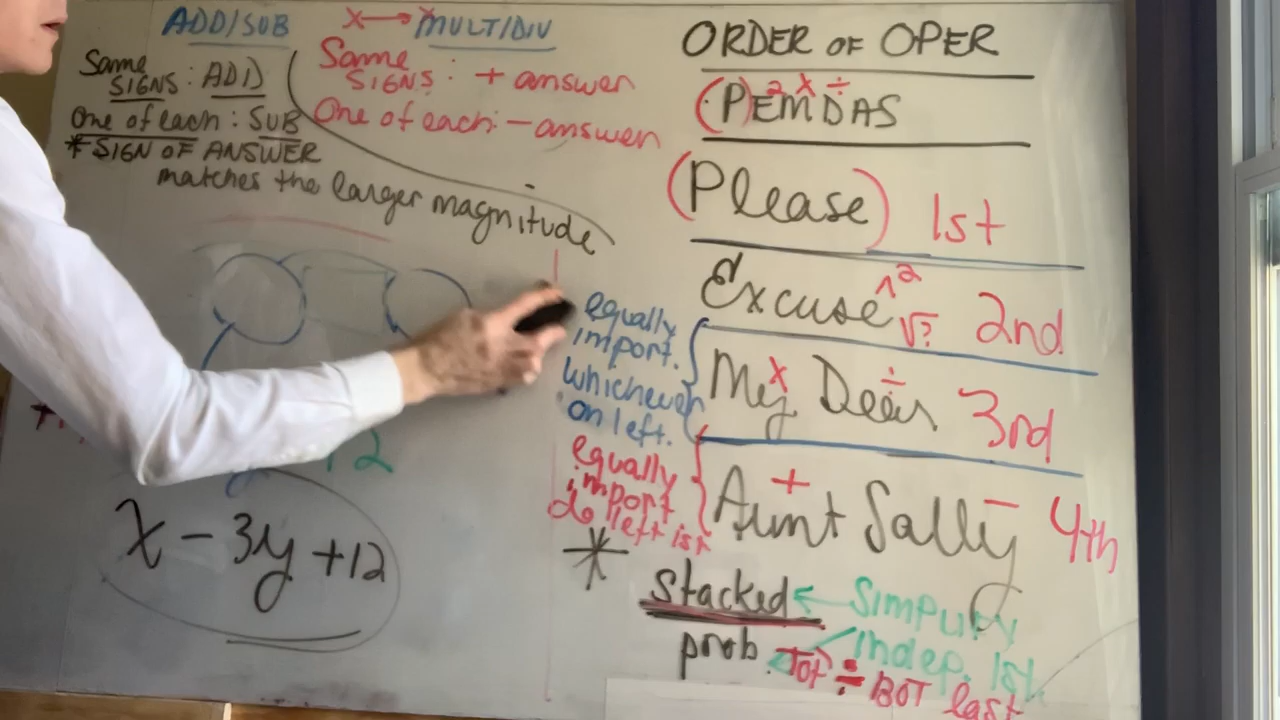 ADD/SUB
Same
SIGNS: ADD
One of each: SUB
*SIGN OF ANSWER
matches the larger magnitude
x→ MULT/DIV
Same
SIGNS: + answer
One of each: - answer
12
x - 3y + 12
ORDER OF OPER
(P)EMDAS
2 x ÷
(Please) 1st
Excuse ^2 √? 2nd
My x Dear ÷ 3rd
Aunt + Sally - 4th
equally
import.
whichever
on left.
equally
import
do left 1st
*
Stacked ← Simplify
prob Indep. 1st.
TOP ÷ BOT last